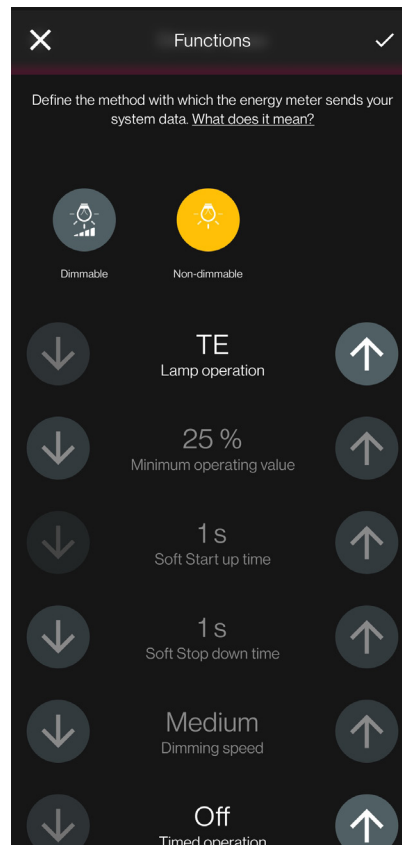 Functions
Define the method with which the energy meter sends your
system data. What does it mean?
Dimmable
Non-dimmable
TE
Lamp operation
25 %
Minimum operating value
1 s
Soft Start up time
1 s
Soft Stop down time
Medium
Dimming speed
Off
Timed operation